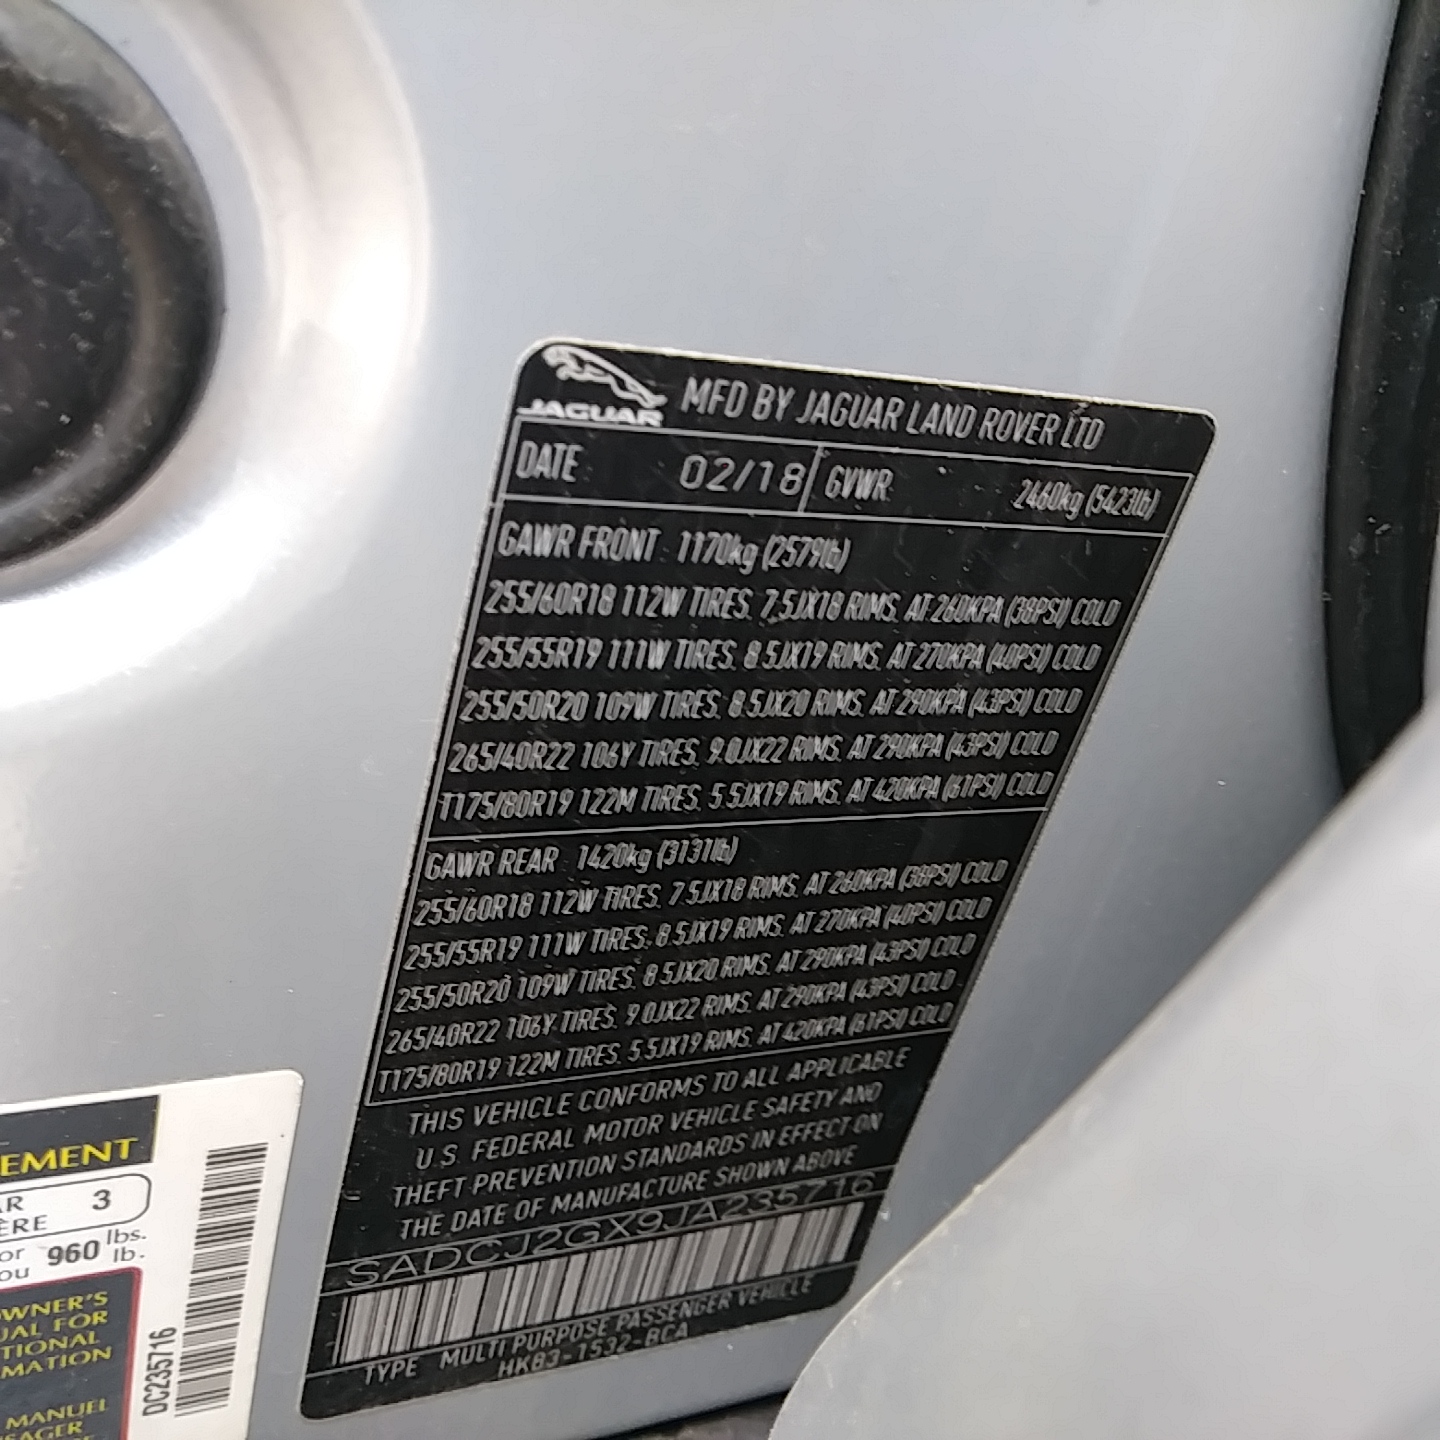 JAGUAR
MFD BY JAGUAR LAND ROVER LTD
DATE 02/18 GVWR 2460kg (5423lb)
GAWR FRONT 1170kg (2579lb)
255/60R18 112W TIRES, 7.5JX18 RIMS, AT 260KPA (38PSI) COLD
255/55R19 111W TIRES, 8.5JX19 RIMS, AT 270KPA (40PSI) COLD
255/50R20 109W TIRES, 8.5JX20 RIMS, AT 290KPA (43PSI) COLD
265/40R22 106Y TIRES, 9.0JX22 RIMS, AT 290KPA (43PSI) COLD
T175/80R19 122M TIRES, 5.5JX19 RIMS, AT 420KPA (61PSI) COLD
GAWR REAR 1420kg (3131lb)
255/60R18 112W TIRES, 7.5JX18 RIMS, AT 260KPA (38PSI) COLD
255/55R19 111W TIRES, 8.5JX19 RIMS, AT 270KPA (40PSI) COLD
255/50R20 109W TIRES, 8.5JX20 RIMS, AT 290KPA (43PSI) COLD
265/40R22 106Y TIRES, 9.0JX22 RIMS, AT 290KPA (43PSI) COLD
T175/80R19 122M TIRES, 5.5JX19 RIMS, AT 420KPA (61PSI) COLD
THIS VEHICLE CONFORMS TO ALL APPLICABLE
U.S. FEDERAL MOTOR VEHICLE SAFETY AND
THEFT PREVENTION STANDARDS IN EFFECT ON
THE DATE OF MANUFACTURE SHOWN ABOVE
SADCJ2GX9JA235716
TYPE MULTI PURPOSE PASSENGER VEHICLE
HK83-1532-BCA
EMENT
AR 3
ÈRE
or 960 lbs.
ou lb.
WNER'S
UAL FOR
TIONAL
MATION
MANUEL
SAGER
DC235716